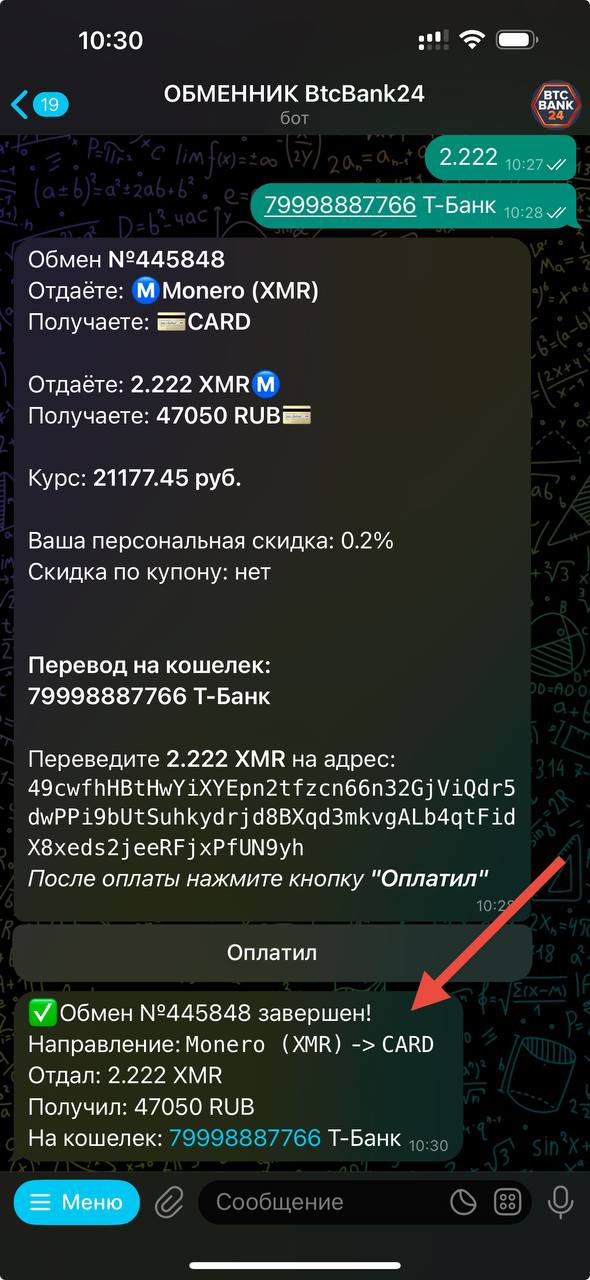 10:30
19
ОБМЕННИК BtcBank24
бот
BTC
BANK
24
2.222 10:27
79998887766 Т-Банк 10:28
Обмен №445848
Отдаёте: Ⓜ️Monero (XMR)
Получаете: 💳CARD
Отдаёте: 2.222 XMRⓂ️
Получаете: 47050 RUB💳
Курс: 21177.45 руб.
Ваша персональная скидка: 0.2%
Скидка по купону: нет
Перевод на кошелек:
79998887766 Т-Банк
Переведите 2.222 XMR на адрес:
49cwfhHBtHwYiXYEpn2tfzcn66n32GjViQdr5
dwPPi9bUtSuhkydrjd8BXqd3mkvgALb4qtFid
X8xeds2jeeRFjxPfUN9yh
После оплаты нажмите кнопку "Оплатил"
10:28
Оплатил
✅Обмен №445848 завершен!
Направление: Monero (XMR) -> CARD
Отдал: 2.222 XMR
Получил: 47050 RUB
На кошелек: 79998887766 Т-Банк 10:30
Меню
Сообщение